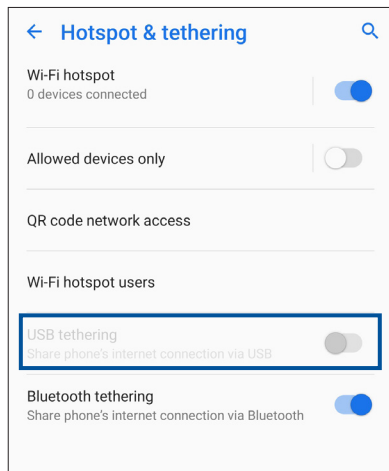 Hotspot & tethering
Wi-Fi hotspot
0 devices connected
Allowed devices only
QR code network access
Wi-Fi hotspot users
USB tethering
Share phone's internet connection via USB
Bluetooth tethering
Share phone's internet connection via Bluetooth